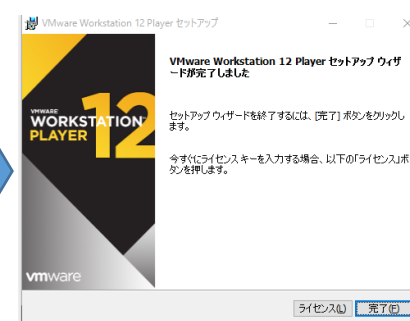 VMware Workstation 12 Player セットアップ
VMware Workstation 12 Player セットアップ ウィザ
ードが完了しました
VMWARE
WORKSTATION
PLAYER
12
セットアップ ウィザードを終了するには、[完了] ボタンをクリックし
ます。
今すぐにライセンス キーを入力する場合、以下の「ライセンス」ボ
タンを押します。
vmware
ライセンス(L)
完了(F)